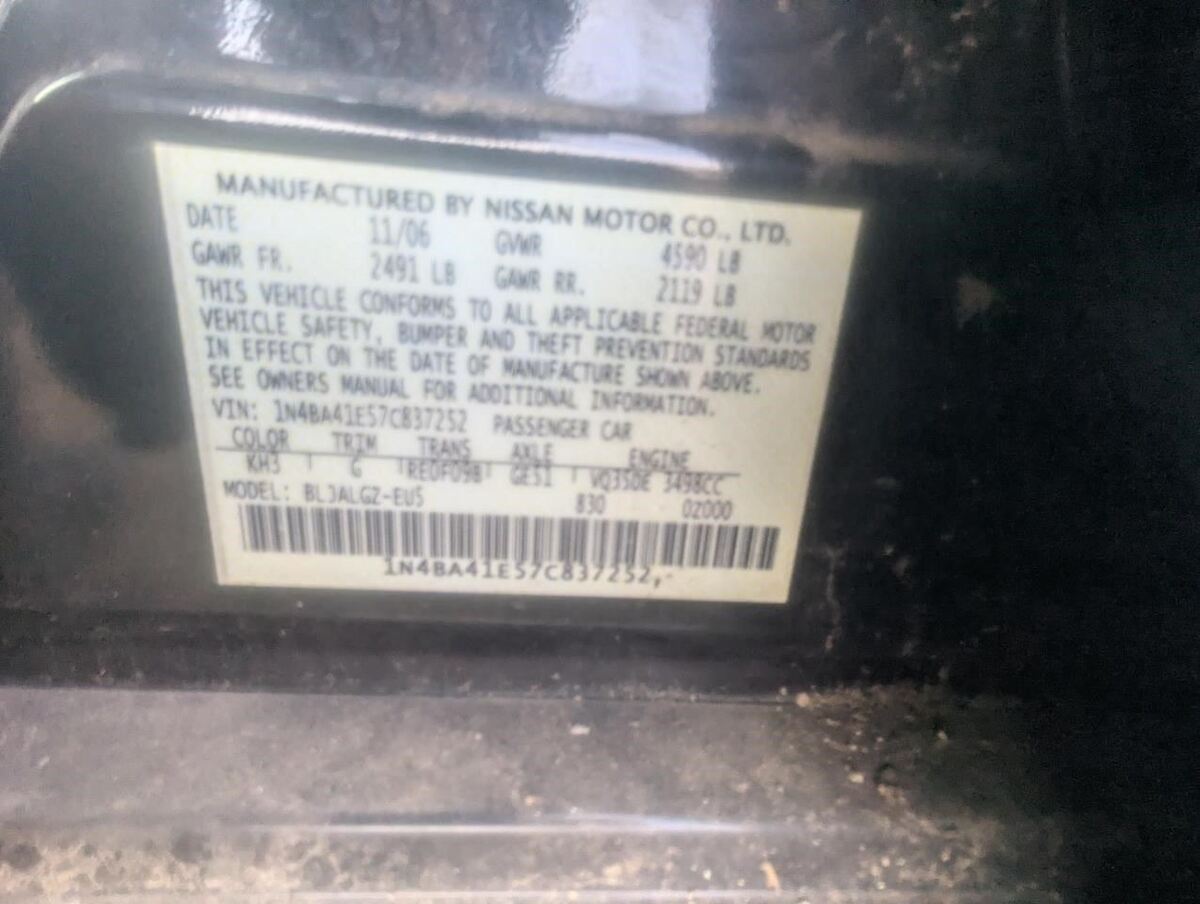 MANUFACTURED BY NISSAN MOTOR CO., LTD.
DATE 11/06 GVWR 4590 LB
GAWR FR. 2491 LB GAWR RR. 2119 LB
THIS VEHICLE CONFORMS TO ALL APPLICABLE FEDERAL MOTOR
VEHICLE SAFETY, BUMPER AND THEFT PREVENTION STANDARDS
IN EFFECT ON THE DATE OF MANUFACTURE SHOWN ABOVE.
SEE OWNERS MANUAL FOR ADDITIONAL INFORMATION.
VIN: 1N4BA41E57C837252 PASSENGER CAR
COLOR TRIM TRANS AXLE ENGINE
KH3 G RE0F09B GE51 VQ35DE 3498CC
MODEL: BLJALGZ-EU5 830 02000
1N4BA41E57C837252,-